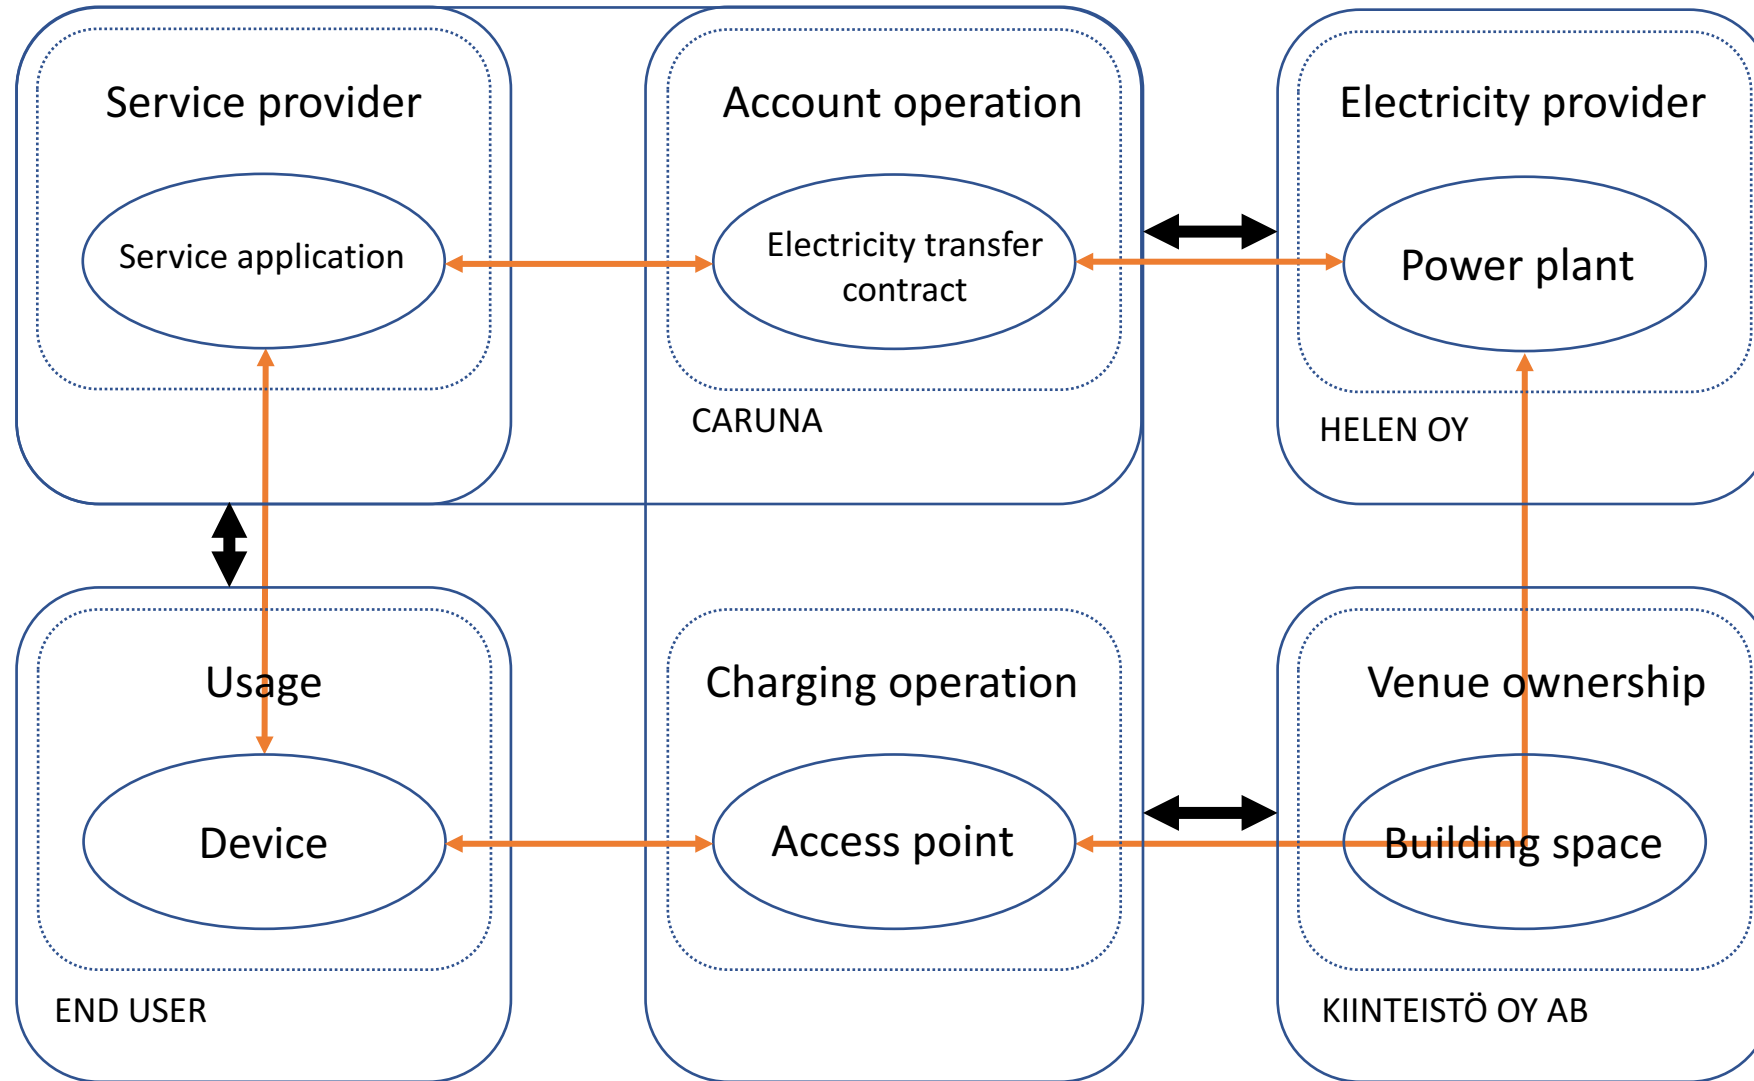 Service provider
Account operation
Electricity provider
Service application
Electricity transfer
contract
Power plant
CARUNA
HELEN OY
Usage
Charging operation
Venue ownership
Device
Access point
Building space
END USER
KIINTEISTÖ OY AB